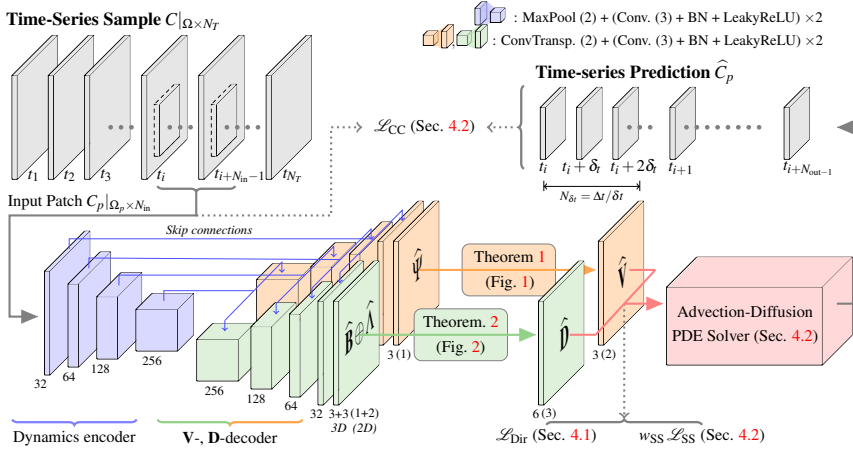 Time-Series Sample C|Ω×N_T
: MaxPool (2) + (Conv. (3) + BN + LeakyReLU) ×2
: ConvTransp. (2) + (Conv. (3) + BN + LeakyReLU) ×2
Time-series Prediction Ĉ_p
t_1 t_2 t_3 t_i t_{i+N_in−1} t_{N_T}
ℒ_CC (Sec. 4.2)
t_i t_i + δt t_i + 2δt t_{i+1} t_{i+N_out−1}
N_δt = Δt/δt
Input Patch C_p|Ω_p×N_in
Skip connections
Ψ̂
Theorem 1
(Fig. 1)
V̂
B̂⊕Λ̂
Theorem. 2
(Fig. 2)
D̂
Advection-Diffusion
PDE Solver (Sec. 4.2)
32 64 128 256
256 128 64 32 3+3 (1+2)
3D (2D)
3 (1)
3 (2)
6 (3)
Dynamics encoder
V-, D-decoder
ℒ_Dir (Sec. 4.1)
w_SS ℒ_SS (Sec. 4.2)